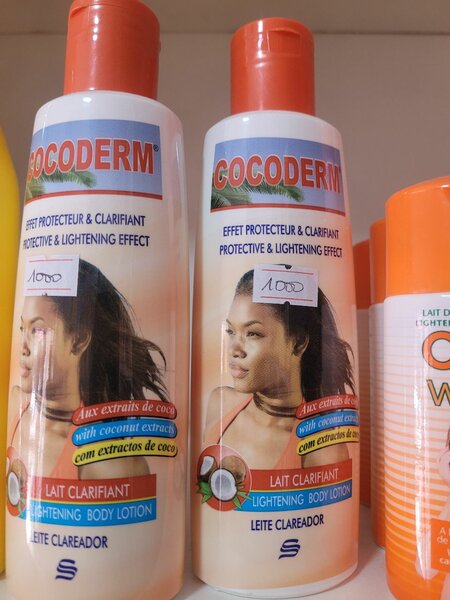 COCODERM®
EFFET PROTECTEUR & CLARIFIANT
PROTECTIVE & LIGHTENING EFFECT
1000
Aux extraits de coco
with coconut extracts
com extractos de coco
LAIT CLARIFIANT
LIGHTENING BODY LOTION
LEITE CLAREADOR
COCODERM
EFFET PROTECTEUR & CLARIFIANT
PROTECTIVE & LIGHTENING EFFECT
1000
Aux extraits de coco
with coconut extracts
com extractos de coco
LAIT CLARIFIANT
LIGHTENING BODY LOTION
LEITE CLAREADOR
LAIT D